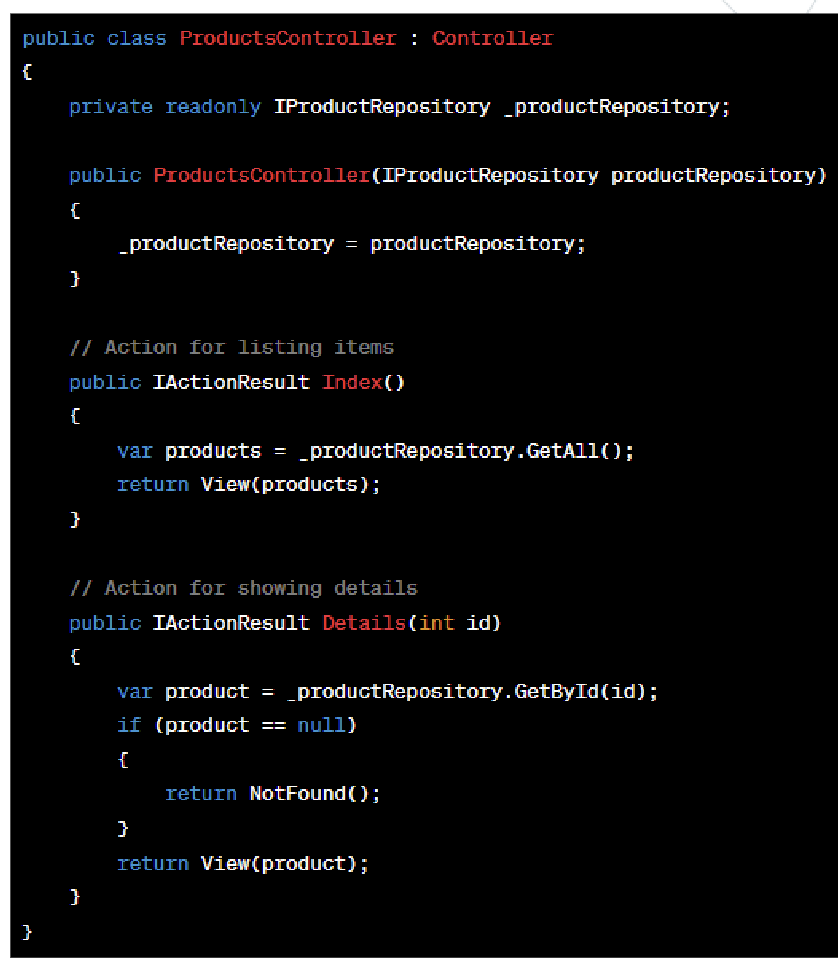 public class ProductsController : Controller
{
    private readonly IProductRepository _productRepository;

    public ProductsController(IProductRepository productRepository)
    {
        _productRepository = productRepository;
    }

    // Action for listing items
    public IActionResult Index()
    {
        var products = _productRepository.GetAll();
        return View(products);
    }

    // Action for showing details
    public IActionResult Details(int id)
    {
        var product = _productRepository.GetById(id);
        if (product == null)
        {
            return NotFound();
        }
        return View(product);
    }
}